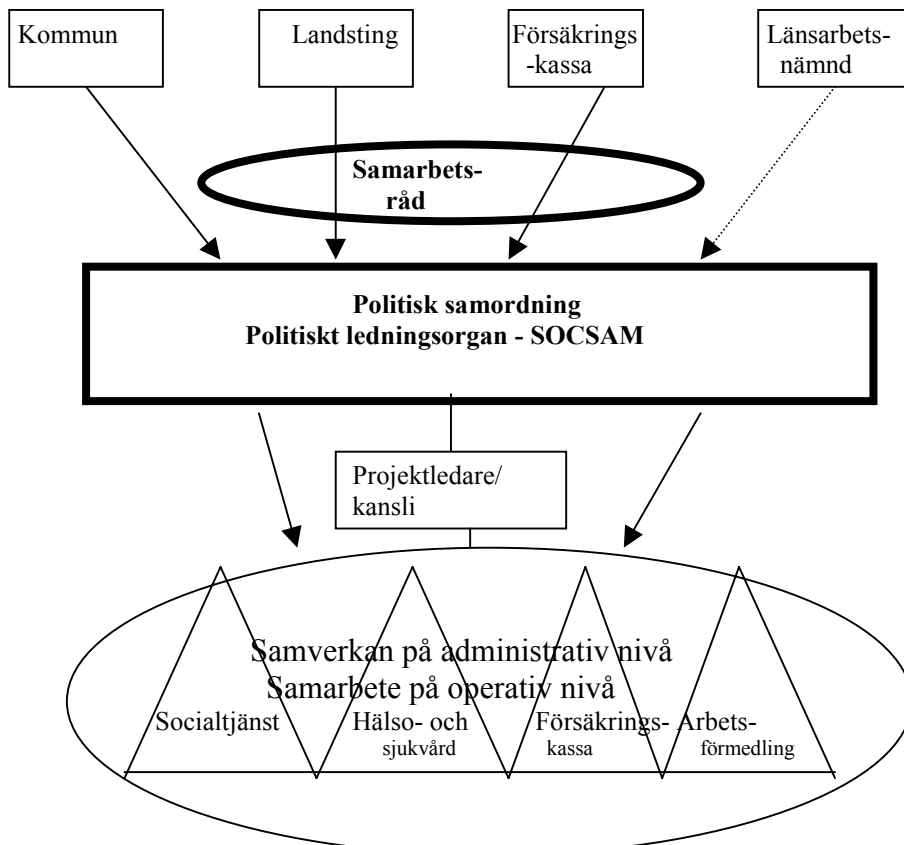 Kommun
Landsting
Försäkrings
-kassa
Länsarbets-
nämnd
Samarbets-
råd
Politisk samordning
Politiskt ledningsorgan - SOCSAM
Projektledare/
kansli
Samverkan på administrativ nivå
Samarbete på operativ nivå
Socialtjänst
Hälso- och
sjukvård
Försäkrings-
kassa
Arbets-
förmedling